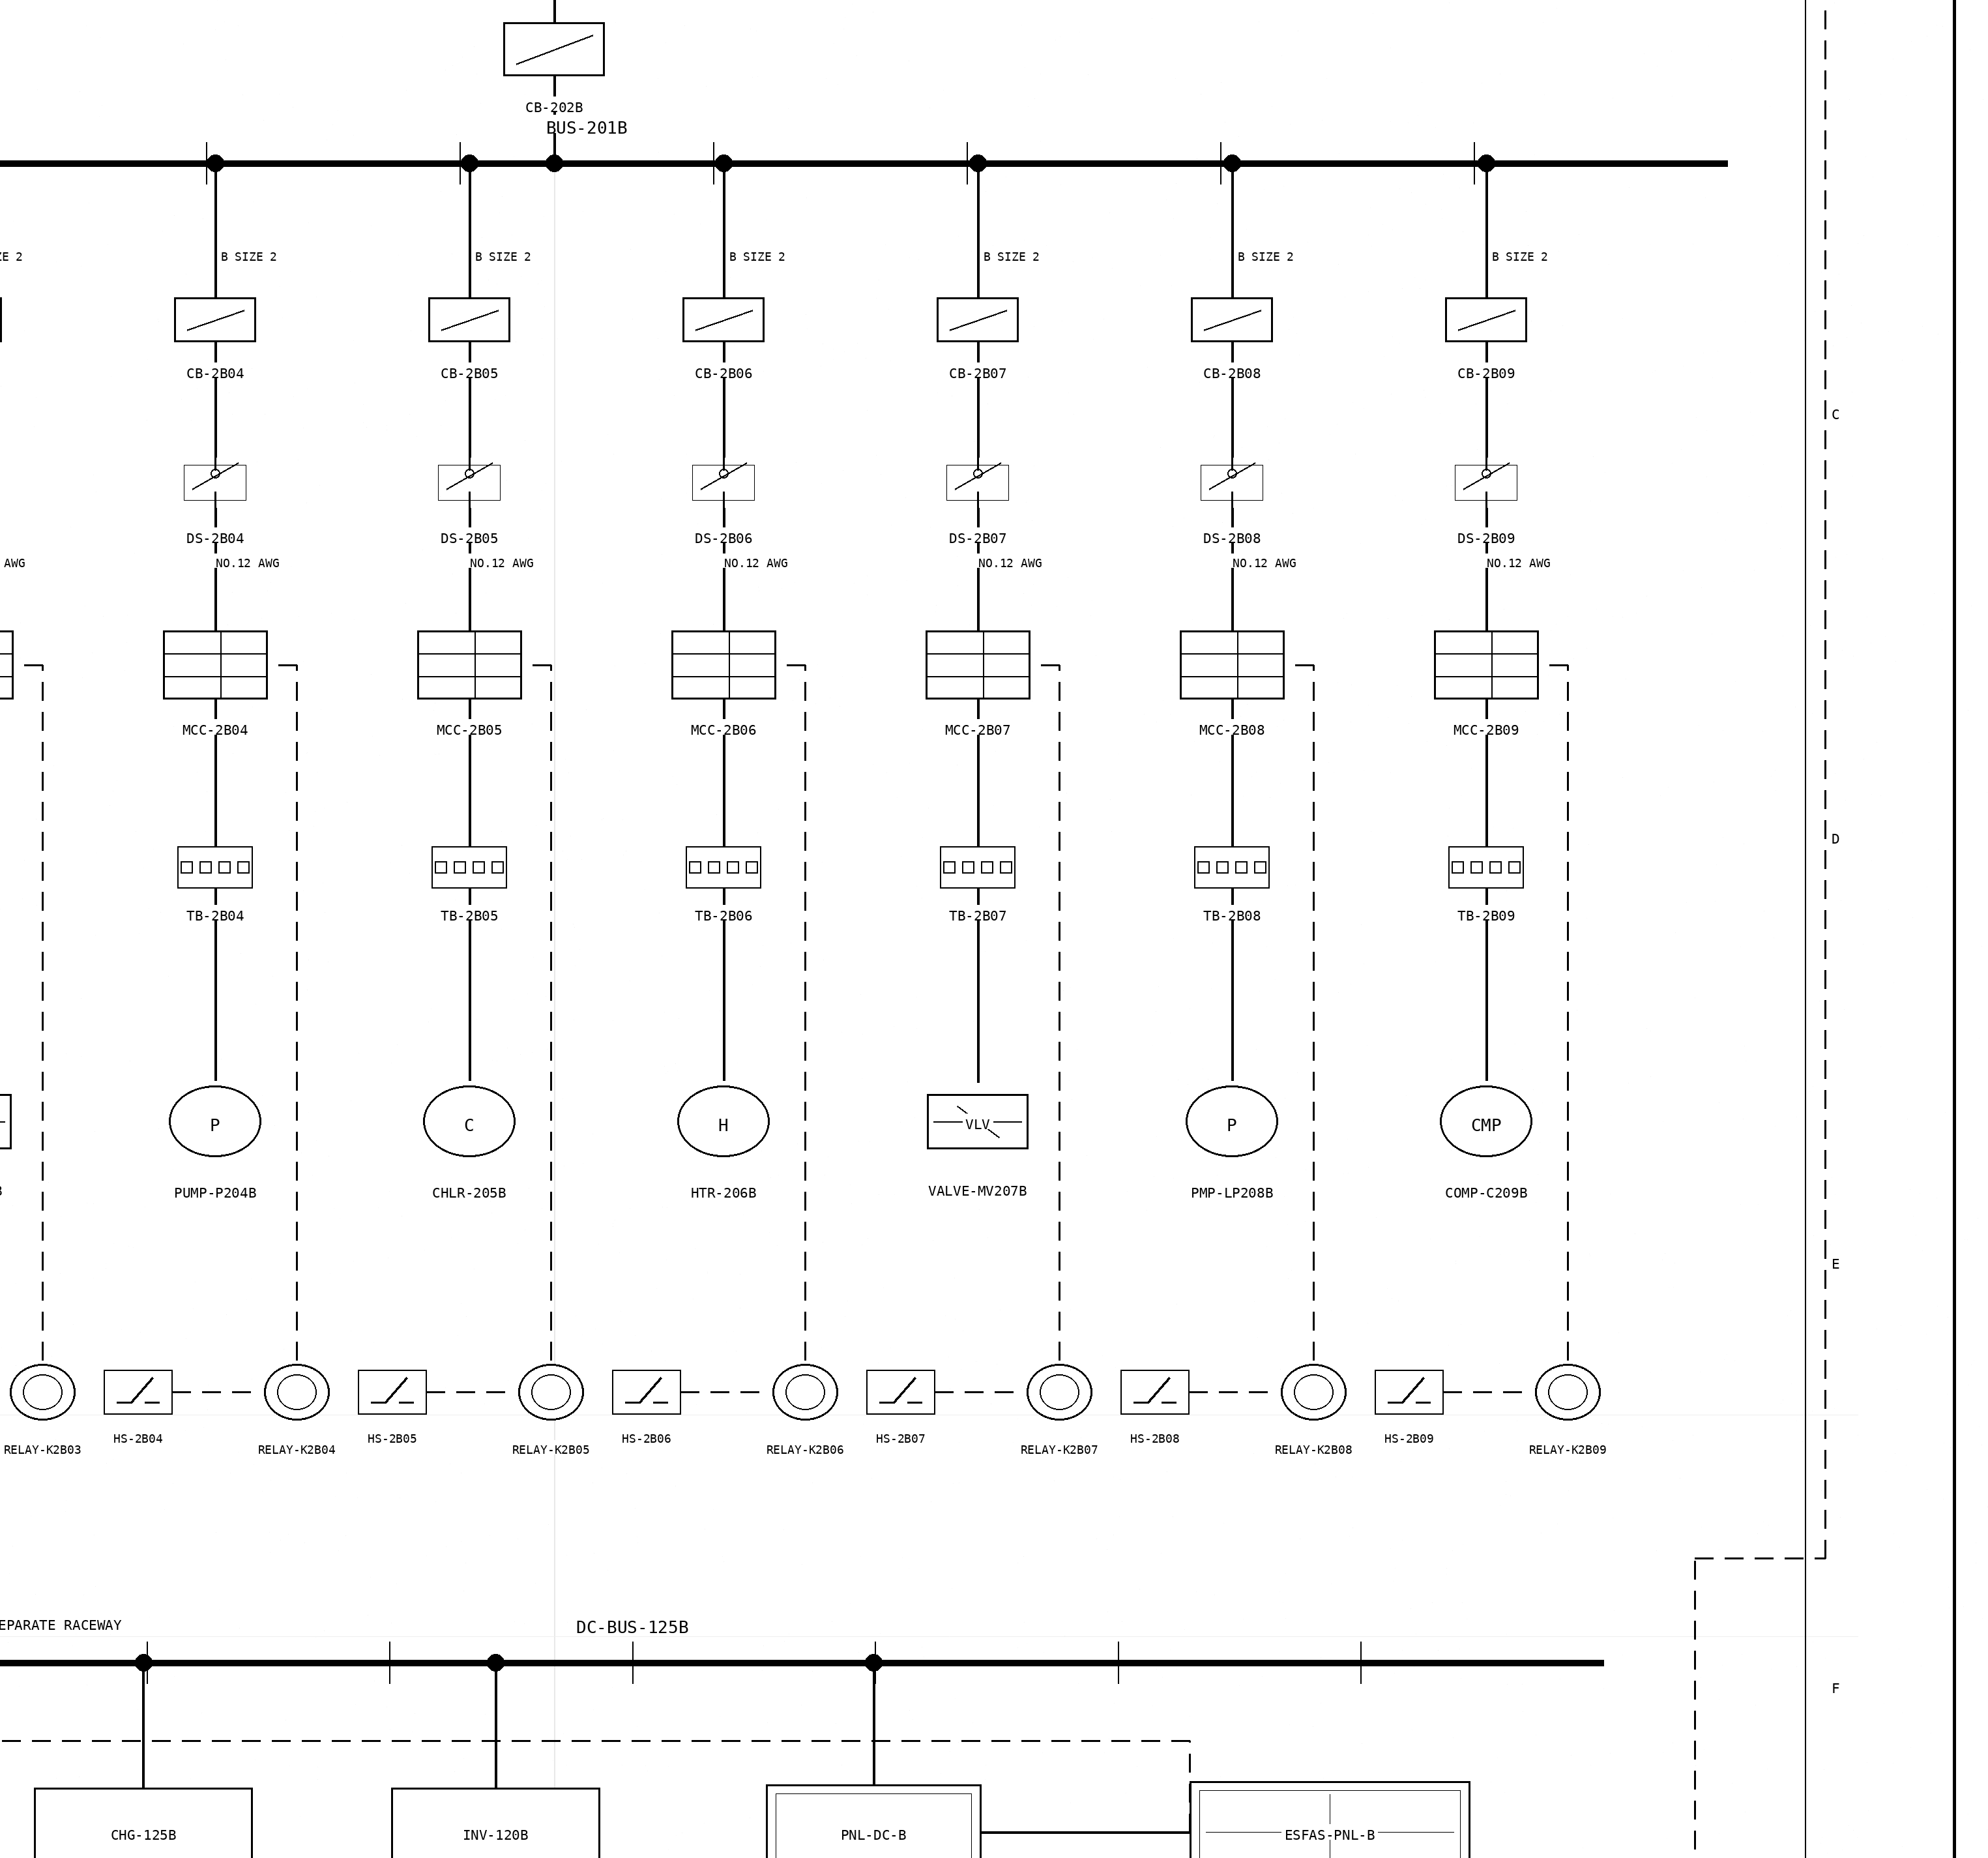 CB-202B
BUS-201B
ZE 2
B SIZE 2
B SIZE 2
B SIZE 2
B SIZE 2
B SIZE 2
B SIZE 2
CB-2B04
CB-2B05
CB-2B06
CB-2B07
CB-2B08
CB-2B09
C
DS-2B04
DS-2B05
DS-2B06
DS-2B07
DS-2B08
DS-2B09
AWG
NO.12 AWG
NO.12 AWG
NO.12 AWG
NO.12 AWG
NO.12 AWG
NO.12 AWG
MCC-2B04
MCC-2B05
MCC-2B06
MCC-2B07
MCC-2B08
MCC-2B09
D
TB-2B04
TB-2B05
TB-2B06
TB-2B07
TB-2B08
TB-2B09
P
C
H
VLV
P
CMP
PUMP-P204B
CHLR-205B
HTR-206B
VALVE-MV207B
PMP-LP208B
COMP-C209B
E
HS-2B04
HS-2B05
HS-2B06
HS-2B07
HS-2B08
HS-2B09
RELAY-K2B03
RELAY-K2B04
RELAY-K2B05
RELAY-K2B06
RELAY-K2B07
RELAY-K2B08
RELAY-K2B09
EPARATE RACEWAY
DC-BUS-125B
F
CHG-125B
INV-120B
PNL-DC-B
ESFAS-PNL-B